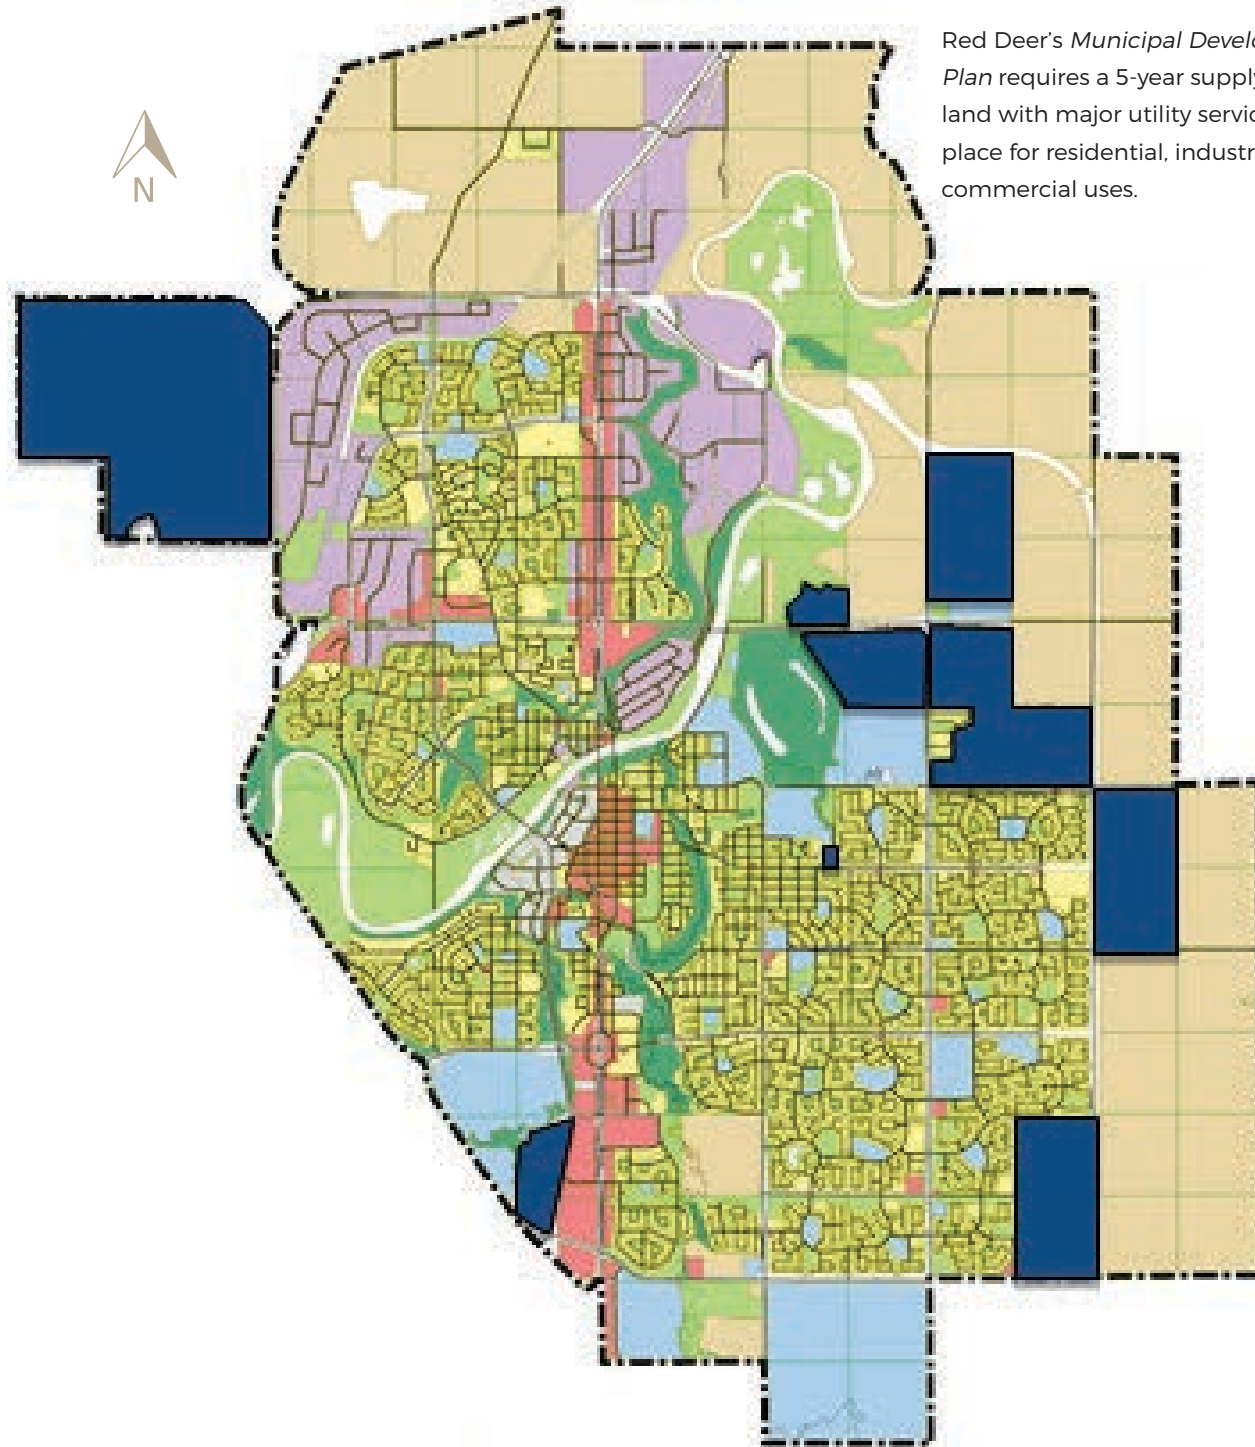 Red Deer's Municipal Develo
Plan requires a 5-year supply
land with major utility servic
place for residential, industr
commercial uses.
N